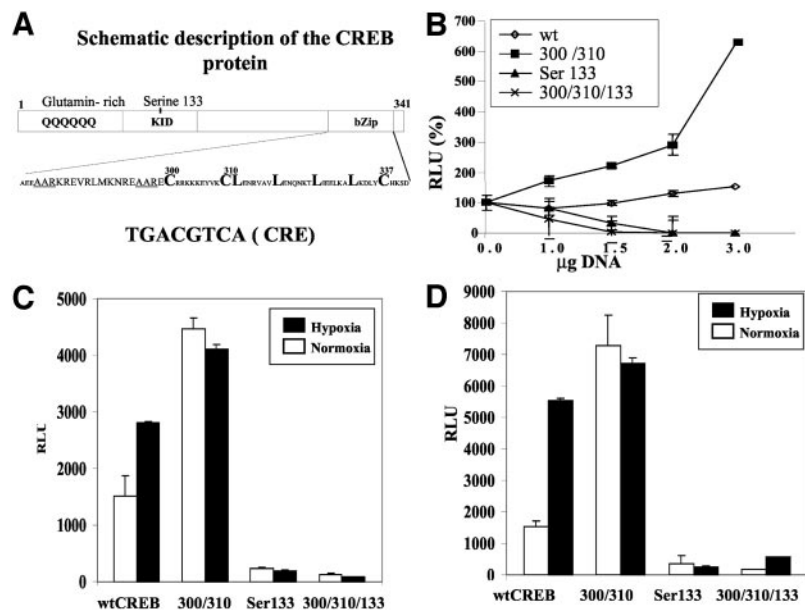 A
Schematic description of the CREB
protein
1 Glutamin- rich Serine 133 341
QQQQQQ KID bZip
300 310 337
AEEAARKREVRLMKNREAARECRRKKKEYVKCLENRVAVLENQNKTLIEELKALKDLYCHKSD
TGACGTCA ( CRE)
B
wt
300 /310
Ser 133
300/310/133
RLU (%)
700
600
500
400
300
200
100
0
0.0 1.0 1.5 2.0 3.0
μg DNA
C
Hypoxia
Normoxia
RLU
5000
4000
3000
2000
1000
0
wtCREB 300/310 Ser133 300/310/133
D
Hypoxia
Normoxia
RLU
9000
8000
7000
6000
5000
4000
3000
2000
1000
0
wtCREB 300/310 Ser133 300/310/133